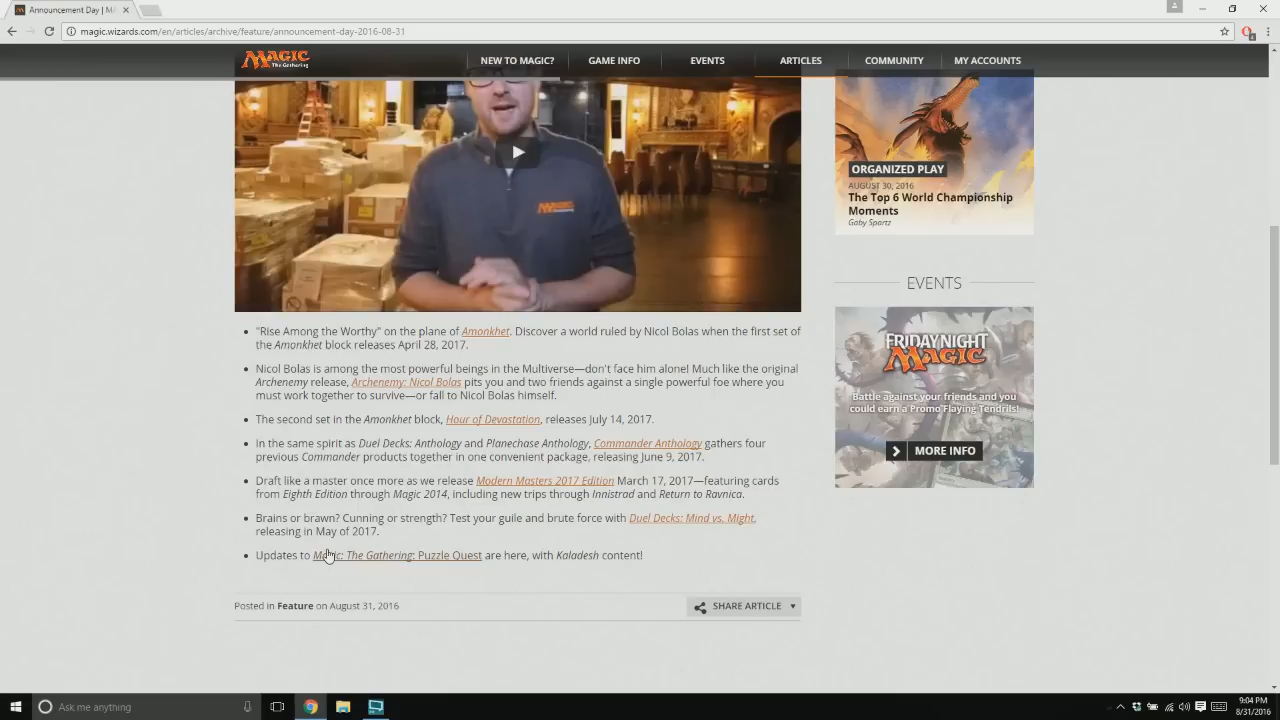 Announcement Day | M
magic.wizards.com/en/articles/archive/feature/announcement-day-2016-08-31
MAGIC
The Gathering
NEW TO MAGIC?
GAME INFO
EVENTS
ARTICLES
COMMUNITY
MY ACCOUNTS
MAGIC
ORGANIZED PLAY
AUGUST 30, 2016
The Top 6 World Championship
Moments
Gaby Spartz
"Rise Among the Worthy" on the plane of Amonkhet. Discover a world ruled by Nicol Bolas when the first set of
the Amonkhet block releases April 28, 2017.
Nicol Bolas is among the most powerful beings in the Multiverse—don't face him alone! Much like the original
Archenemy release, Archenemy: Nicol Bolas pits you and two friends against a single powerful foe where you
must work together to survive—or fall to Nicol Bolas himself.
The second set in the Amonkhet block, Hour of Devastation, releases July 14, 2017.
In the same spirit as Duel Decks: Anthology and Planechase Anthology, Commander Anthology gathers four
previous Commander products together in one convenient package, releasing June 9, 2017.
Draft like a master once more as we release Modern Masters 2017 Edition March 17, 2017—featuring cards
from Eighth Edition through Magic 2014, including new trips through Innistrad and Return to Ravnica.
Brains or brawn? Cunning or strength? Test your guile and brute force with Duel Decks: Mind vs. Might,
releasing in May of 2017.
Updates to Magic: The Gathering: Puzzle Quest are here, with Kaladesh content!
EVENTS
FRIDAY NIGHT
MAGIC
Battle against your friends and you
could earn a Promo Flaying Tendrils!
MORE INFO
Posted in Feature on August 31, 2016
SHARE ARTICLE
Ask me anything
9:04 PM
8/31/2016